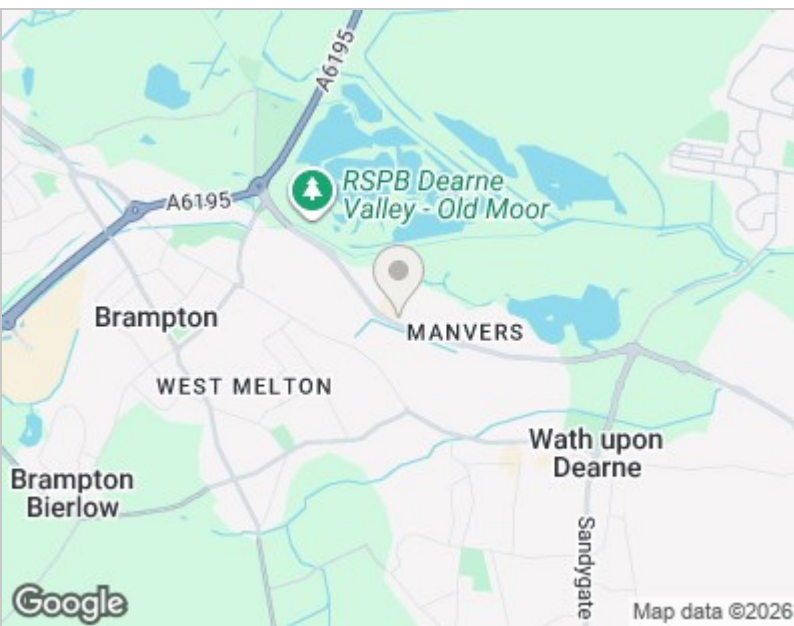 A6195
RSPB Dearne
Valley - Old Moor
A6195
Brampton
MANVERS
WEST MELTON
Wath upon
Dearne
Brampton
Bierlow
Sandygate
Google
Map data ©2026